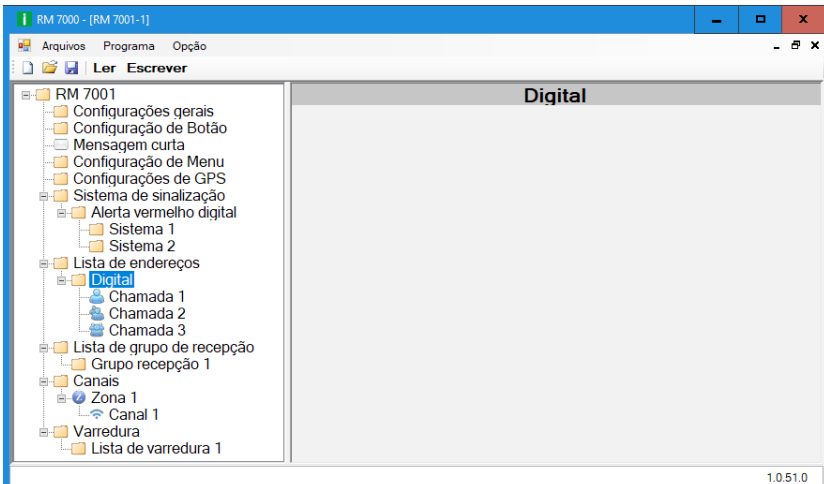 RM 7000 - [RM 7001-1]
Arquivos Programa Opção
Ler Escrever
RM 7001
Configurações gerais
Configuração de Botão
Mensagem curta
Configuração de Menu
Configurações de GPS
Sistema de sinalização
Alerta vermelho digital
Sistema 1
Sistema 2
Lista de endereços
Digital
Chamada 1
Chamada 2
Chamada 3
Lista de grupo de recepção
Grupo recepção 1
Canais
Zona 1
Canal 1
Varredura
Lista de varredura 1
Digital
1.0.51.0